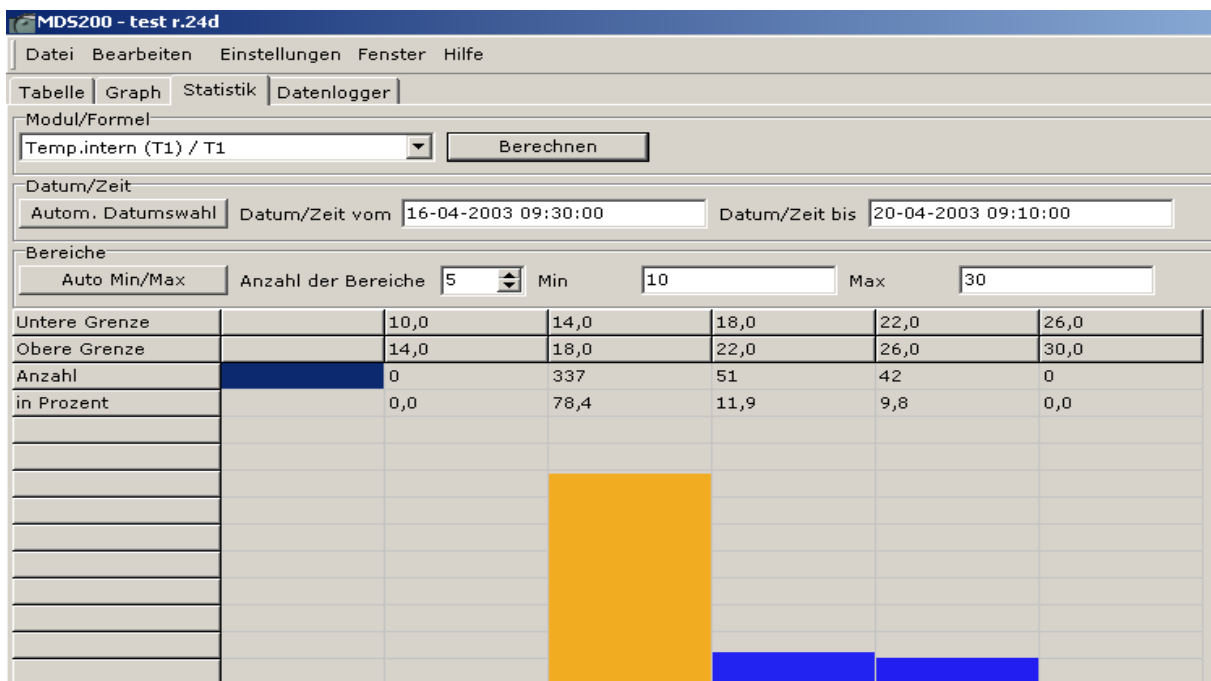 MDS200 - test r.24d
Datei Bearbeiten Einstellungen Fenster Hilfe
Tabelle Graph Statistik Datenlogger
Modul/Formel
Temp.intern (T1) / T1 Berechnen
Datum/Zeit
Autom. Datumswahl Datum/Zeit vom 16-04-2003 09:30:00 Datum/Zeit bis 20-04-2003 09:10:00
Bereiche
Auto Min/Max Anzahl der Bereiche 5 Min 10 Max 30
Untere Grenze 10,0 14,0 18,0 22,0 26,0
Obere Grenze 14,0 18,0 22,0 26,0 30,0
Anzahl 0 337 51 42 0
in Prozent 0,0 78,4 11,9 9,8 0,0